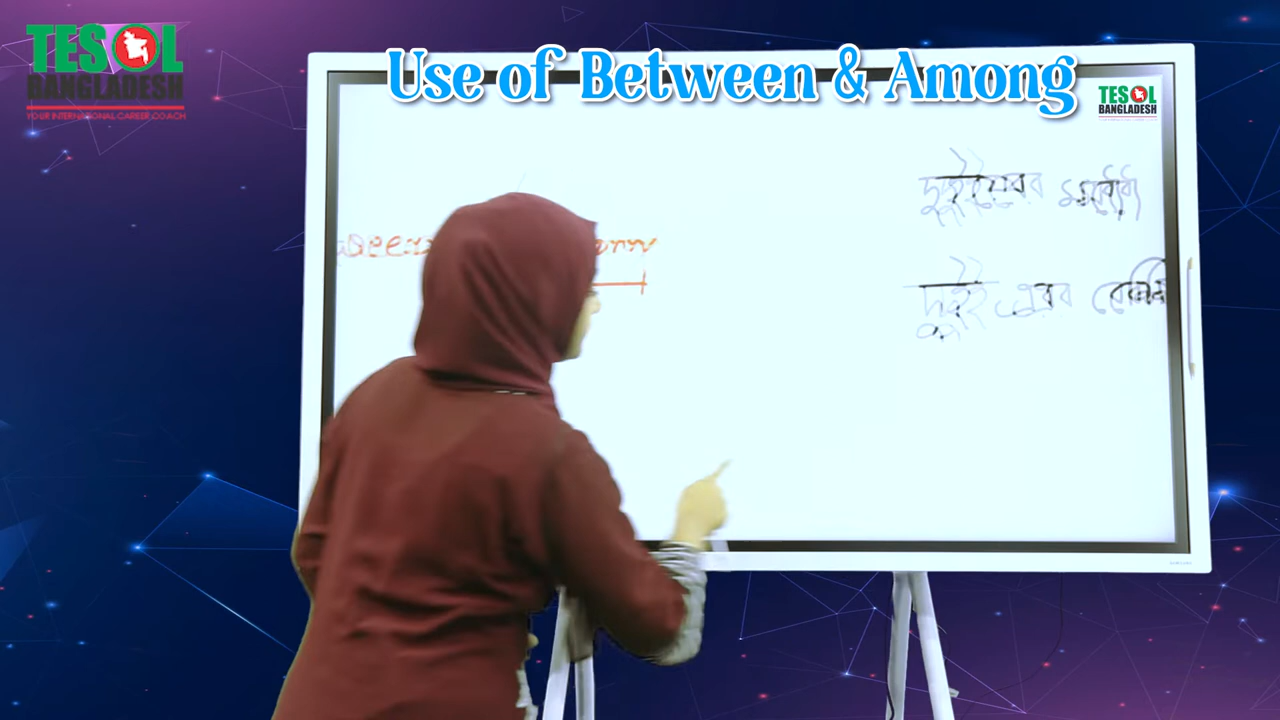 TESOL
BANGLADESH
YOUR INTERNATIONAL CAREER COACH
Use of Between & Among
TESOL
BANGLADESH
দুইয়ের মধ্যে
দুই এর বেশি